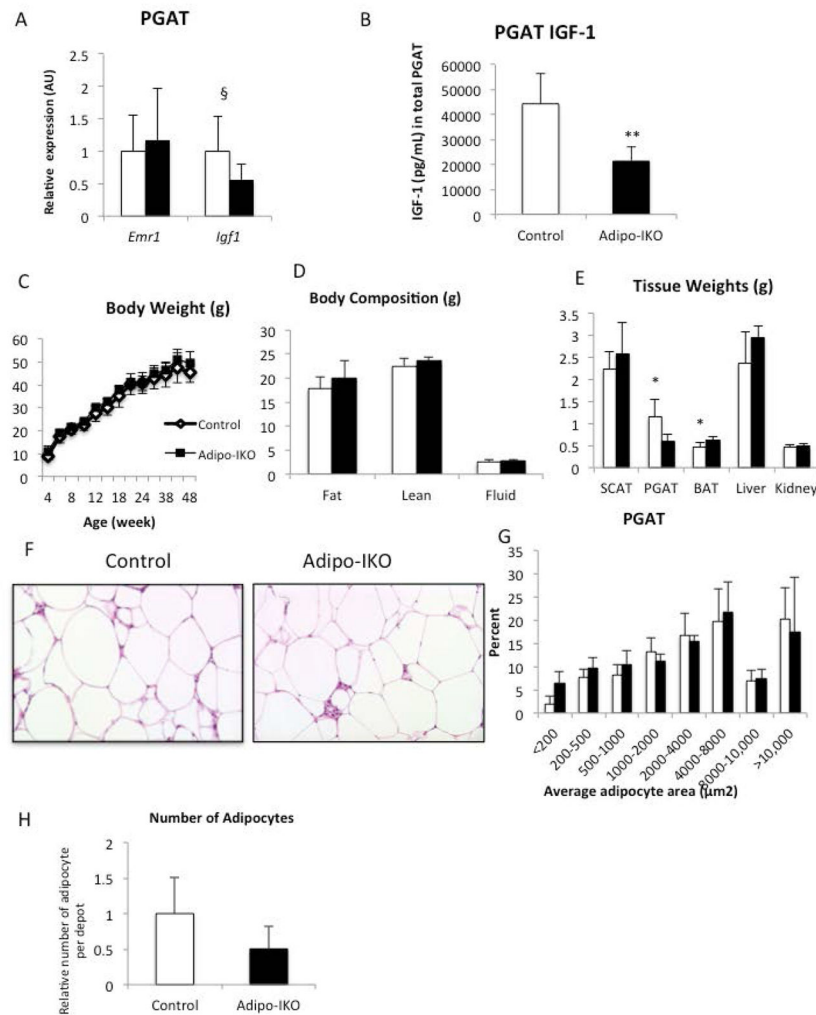 A
PGAT
Relative expression (AU)
2.5
2
1.5
1
0.5
0
§
Emr1 Igf1
B
PGAT IGF-1
IGF-1 (pg/mL) in total PGAT
60000
50000
40000
30000
20000
10000
0
**
Control Adipo-IKO
C
Body Weight (g)
60
50
40
30
20
10
0
Control
Adipo-IKO
4 8 12 18 24 38 48
Age (week)
D
Body Composition (g)
30
25
20
15
10
5
0
Fat Lean Fluid
E
Tissue Weights (g)
3.5
3
2.5
2
1.5
1
0.5
0
*
*
SCAT PGAT BAT Liver Kidney
F
Control Adipo-IKO
G
PGAT
Percent
35
30
25
20
15
10
5
0
<200 200-500 500-1000 1000-2000 2000-4000 4000-8000 8000-10,000 >10,000
Average adipocyte area (µm2)
H
Number of Adipocytes
Relative number of adipocyte
per depot
2
1.5
1
0.5
0
Control Adipo-IKO